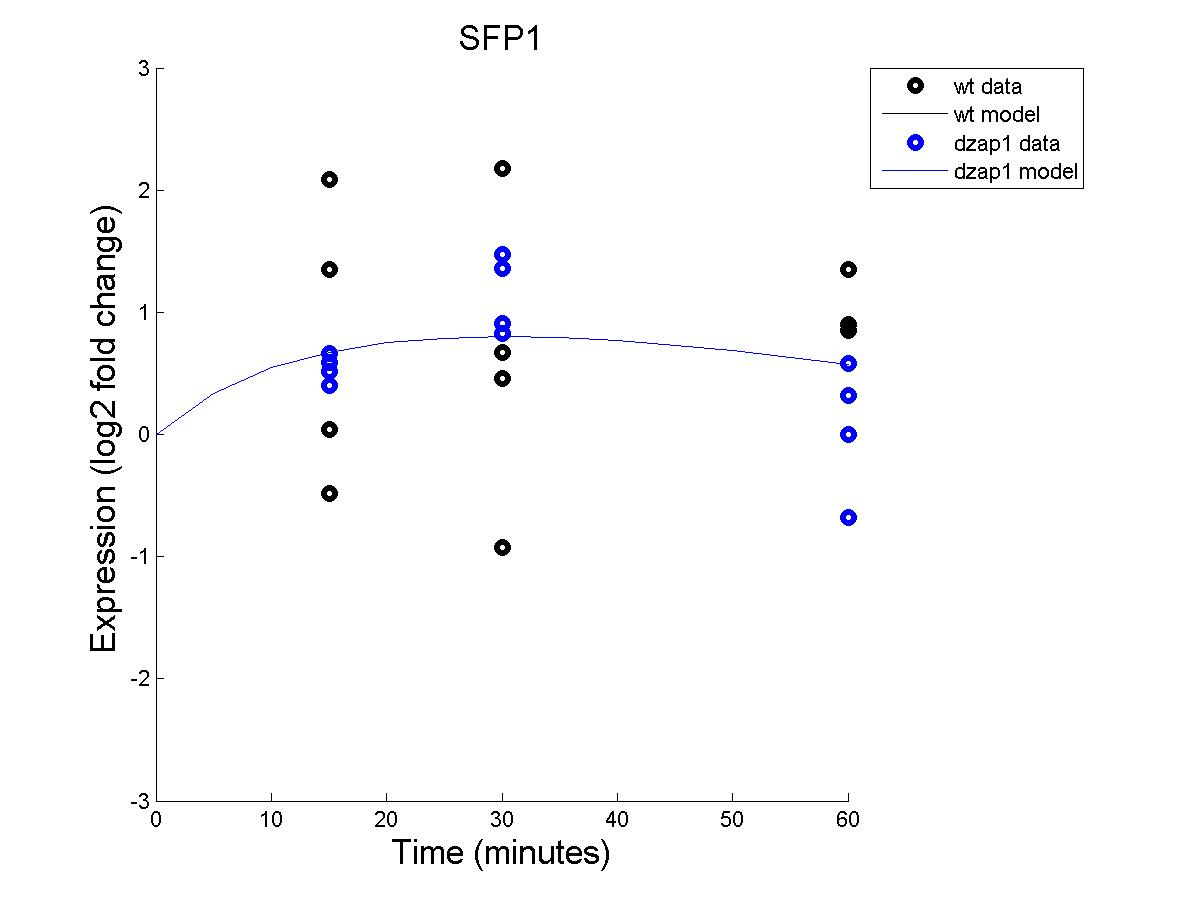 SFP1
wt data
wt model
dzap1 data
dzap1 model
Expression (log2 fold change)
3
2
1
0
-1
-2
-3
0 10 20 30 40 50 60
Time (minutes)